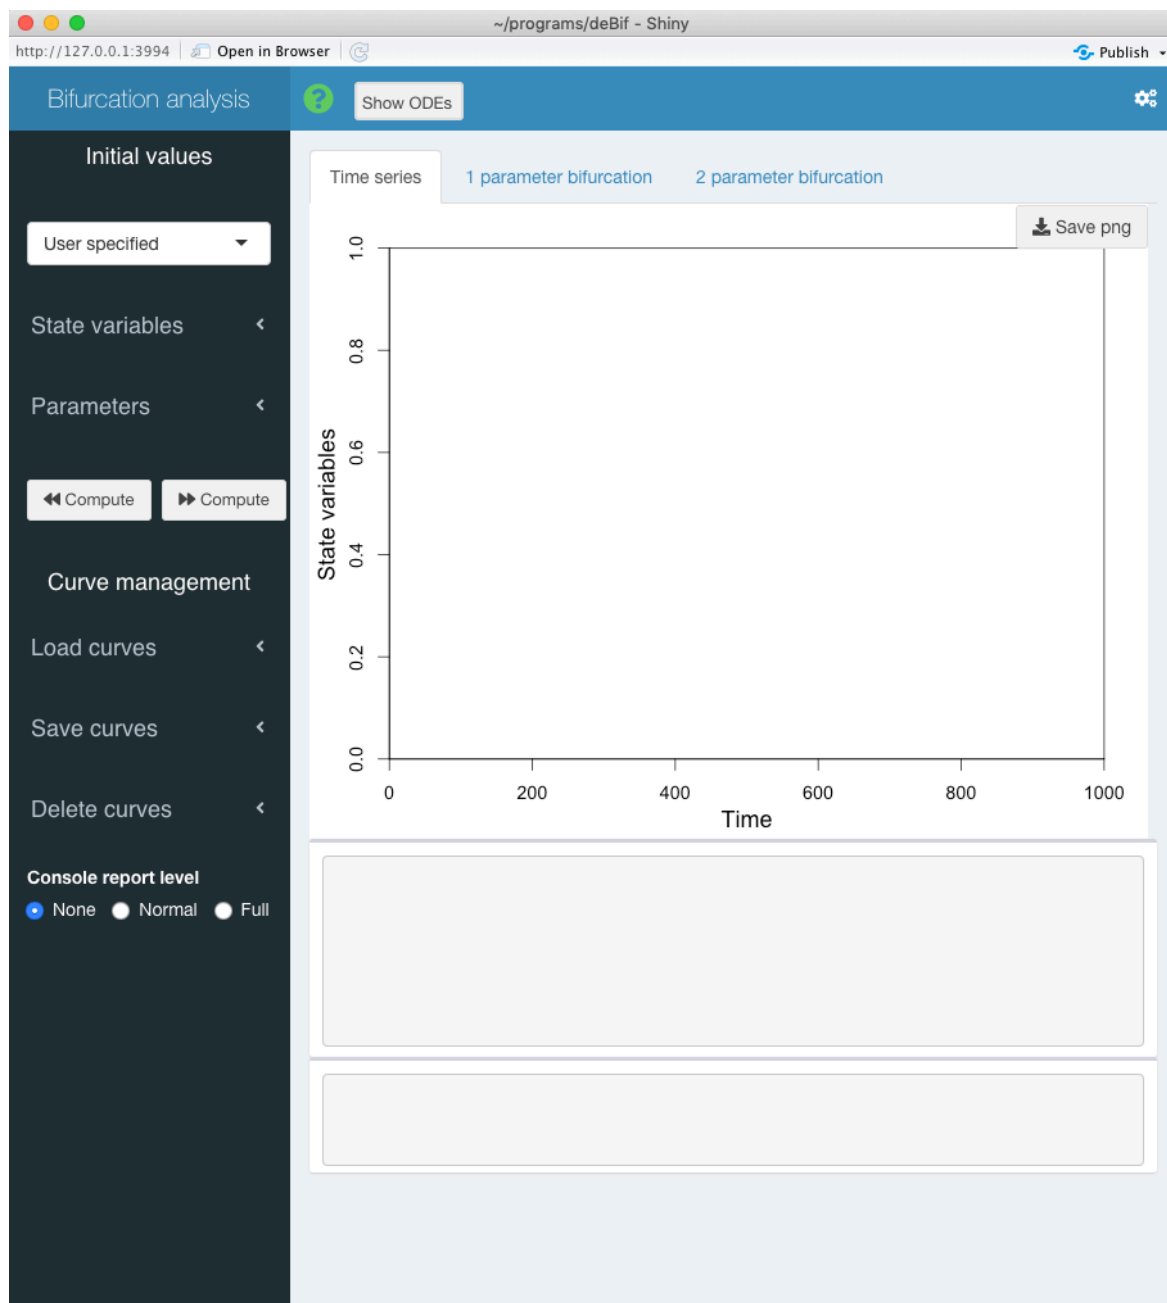 ~/programs/deBif - Shiny
http://127.0.0.1:3994 Open in Browser Publish
Bifurcation analysis
Show ODEs
Initial values
User specified
State variables
Parameters
Compute Compute
Curve management
Load curves
Save curves
Delete curves
Console report level
None Normal Full
Time series 1 parameter bifurcation 2 parameter bifurcation
Save png
1.0
0.8
0.6
0.4
0.2
0.0
State variables
0 200 400 600 800 1000
Time